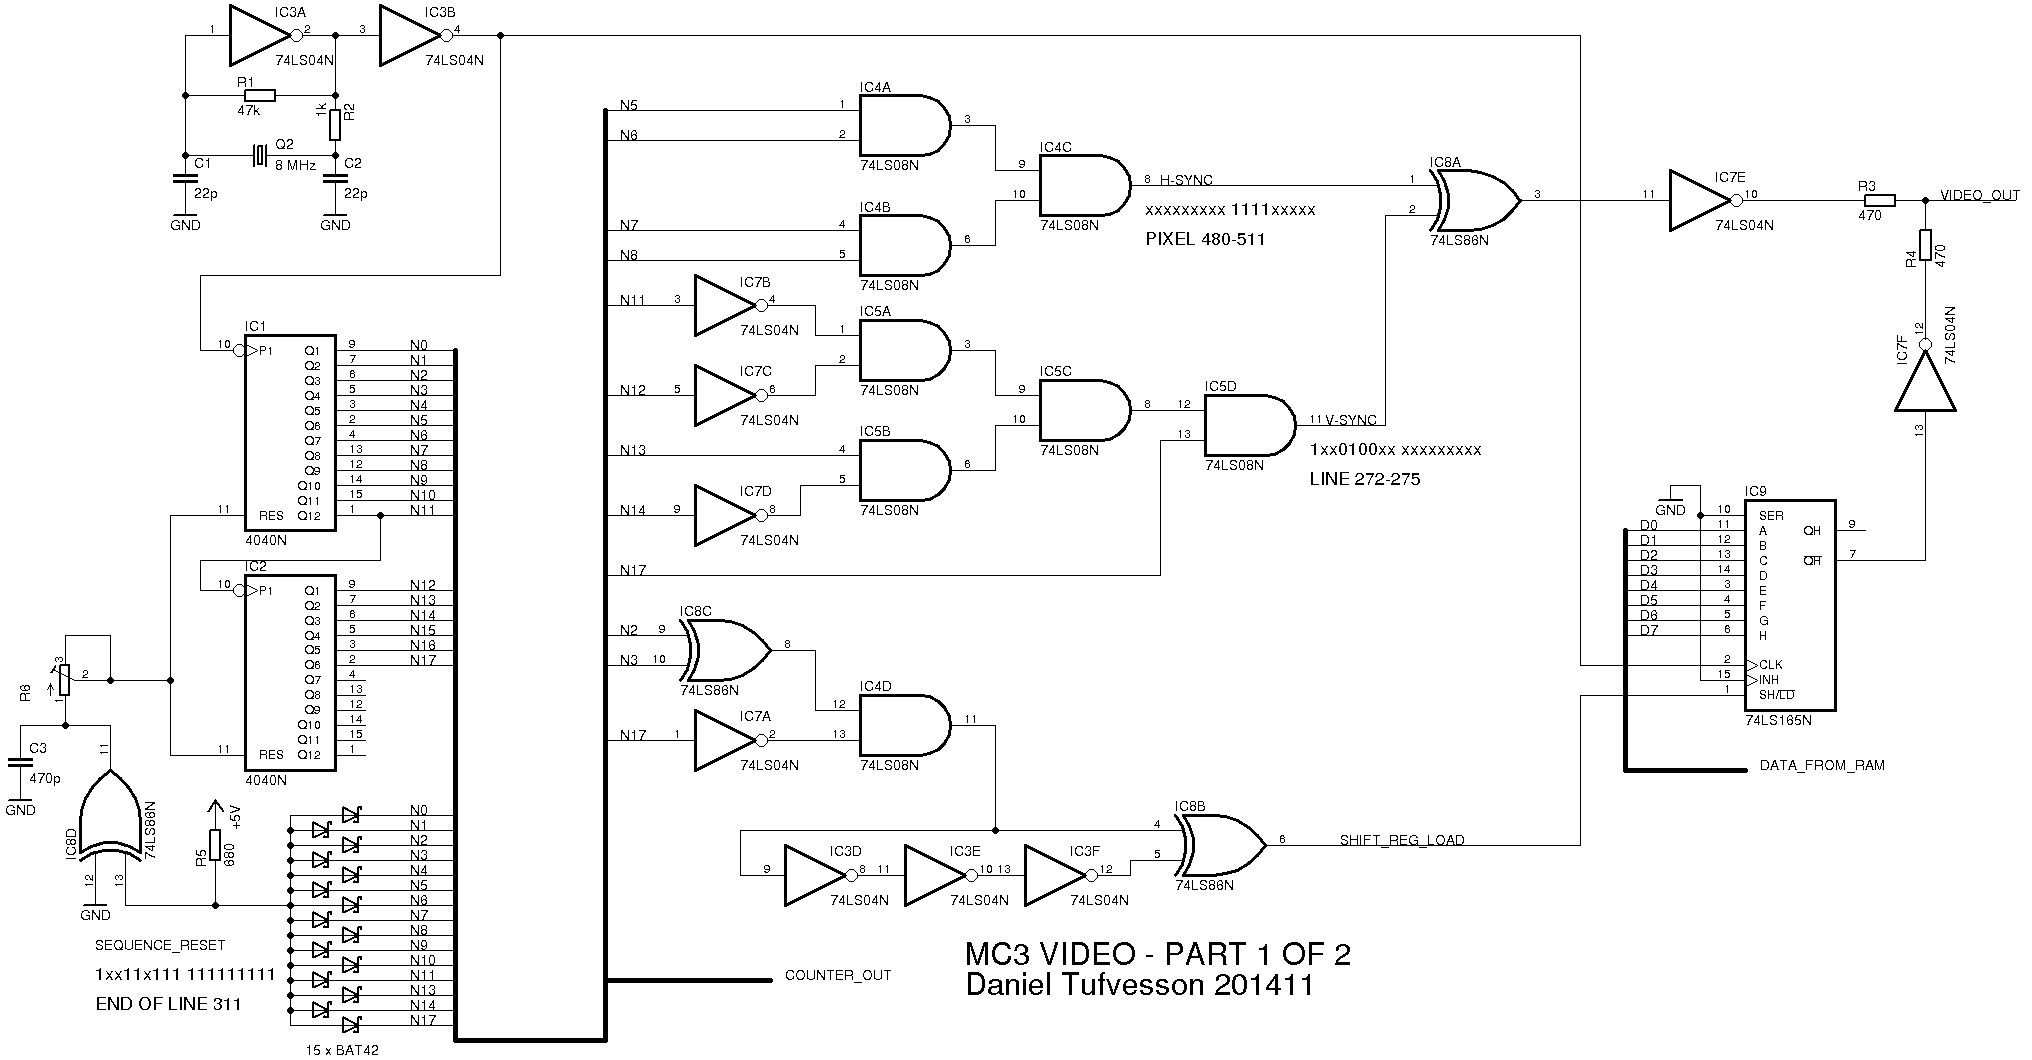 IC3A
1
2
74LS04N
IC3B
3
4
74LS04N
R1
47k
1k
R2
Q2
8 MHz
C1
22p
C2
22p
GND
GND
IC1
10
P1
Q1 9 N0
Q2 7 N1
Q3 6 N2
Q4 5 N3
Q5 3 N4
Q6 2 N5
Q7 4 N6
Q8 13 N7
Q9 12 N8
Q10 14 N9
Q11 15 N10
11 RES Q12 1 N11
4040N
IC2
10
P1
Q1 9 N12
Q2 7 N13
Q3 6 N14
Q4 5 N15
Q5 3 N16
Q6 2 N17
Q7 4
Q8 13
Q9 12
Q10 14
Q11 15
11 RES Q12 1
4040N
R6
3
2
1
C3
470p
GND
11
IC8D
74LS86N
12
13
GND
R5
680
+5V
SEQUENCE_RESET
1xx11x111 111111111
END OF LINE 311
N0
N1
N2
N3
N4
N5
N6
N7
N8
N9
N10
N11
N13
N14
N17
15 x BAT42
N5
N6
N7
N8
N11
N12
N13
N14
N17
N2
N3
N17
COUNTER_OUT
IC4A
1
2
3
74LS08N
IC4B
4
5
6
74LS08N
IC4C
9
10
8
74LS08N
H-SYNC
xxxxxxxxx 1111xxxxx
PIXEL 480-511
IC7B
3
4
74LS04N
IC7C
5
6
74LS04N
IC7D
9
8
74LS04N
IC5A
1
2
3
74LS08N
IC5B
4
5
6
74LS08N
IC5C
9
10
8
74LS08N
IC5D
12
13
11
74LS08N
V-SYNC
1xx0100xx xxxxxxxxx
LINE 272-275
IC8C
9
10
8
74LS86N
IC7A
1
2
74LS04N
IC4D
12
13
11
74LS08N
IC3D
9
8
74LS04N
IC3E
11
10
74LS04N
IC3F
13
12
74LS04N
IC8B
4
5
6
74LS86N
SHIFT_REG_LOAD
IC8A
1
2
3
74LS86N
IC7E
11
10
74LS04N
R3
470
VIDEO_OUT
R4
470
12
IC7F
74LS04N
13
GND
IC9
10 SER
D0 11 A QH 9
D1 12 B
D2 13 C QH 7
D3 14 D
D4 3 E
D5 4 F
D6 5 G
D7 6 H
2 CLK
15 INH
1 SH/LD
74LS165N
DATA_FROM_RAM
MC3 VIDEO - PART 1 OF 2
Daniel Tufvesson 201411